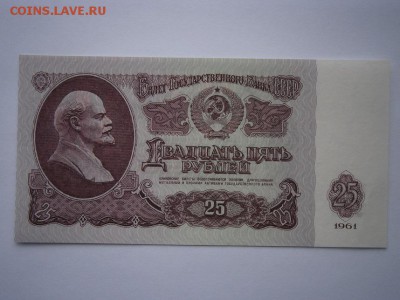 COINS.LAVE.RU
Билет Государственного Банка СССР
Двадцать пять
рублей
25
25
1961